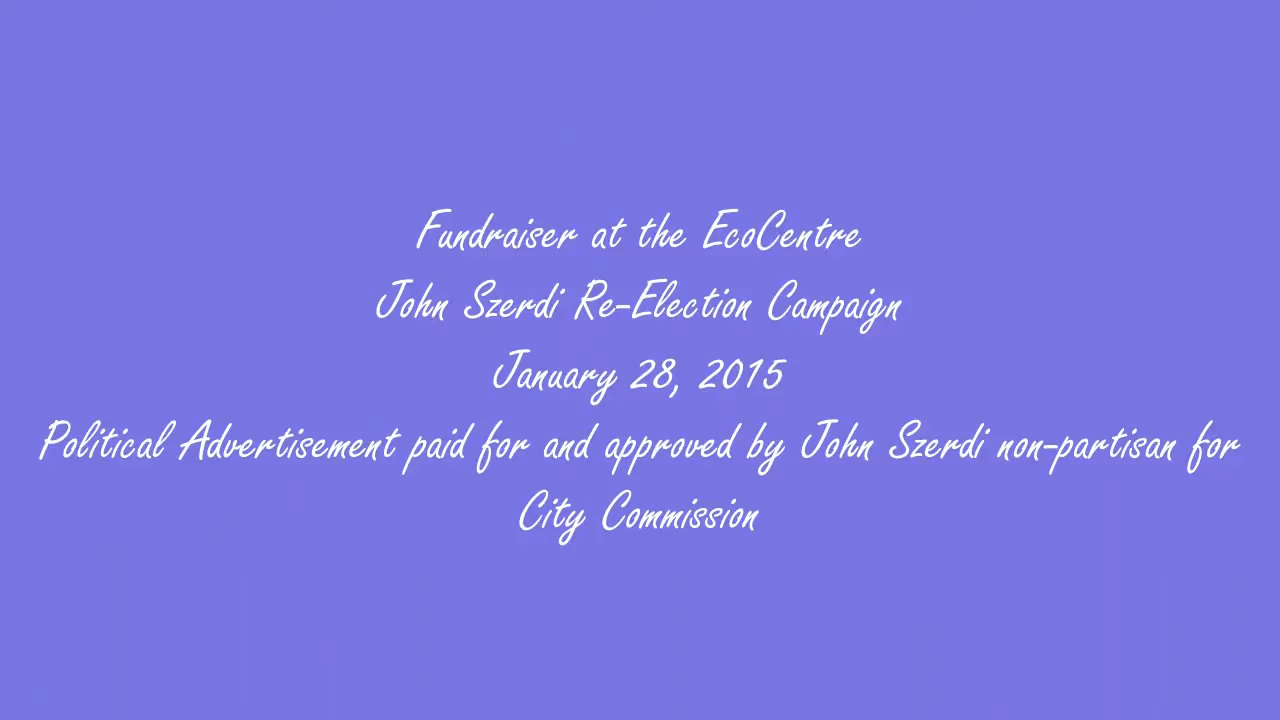 Fundraiser at the EcoCentre
John Szerdi Re-Election Campaign
January 28, 2015
Political Advertisement paid for and approved by John Szerdi non-partisan for
City Commission